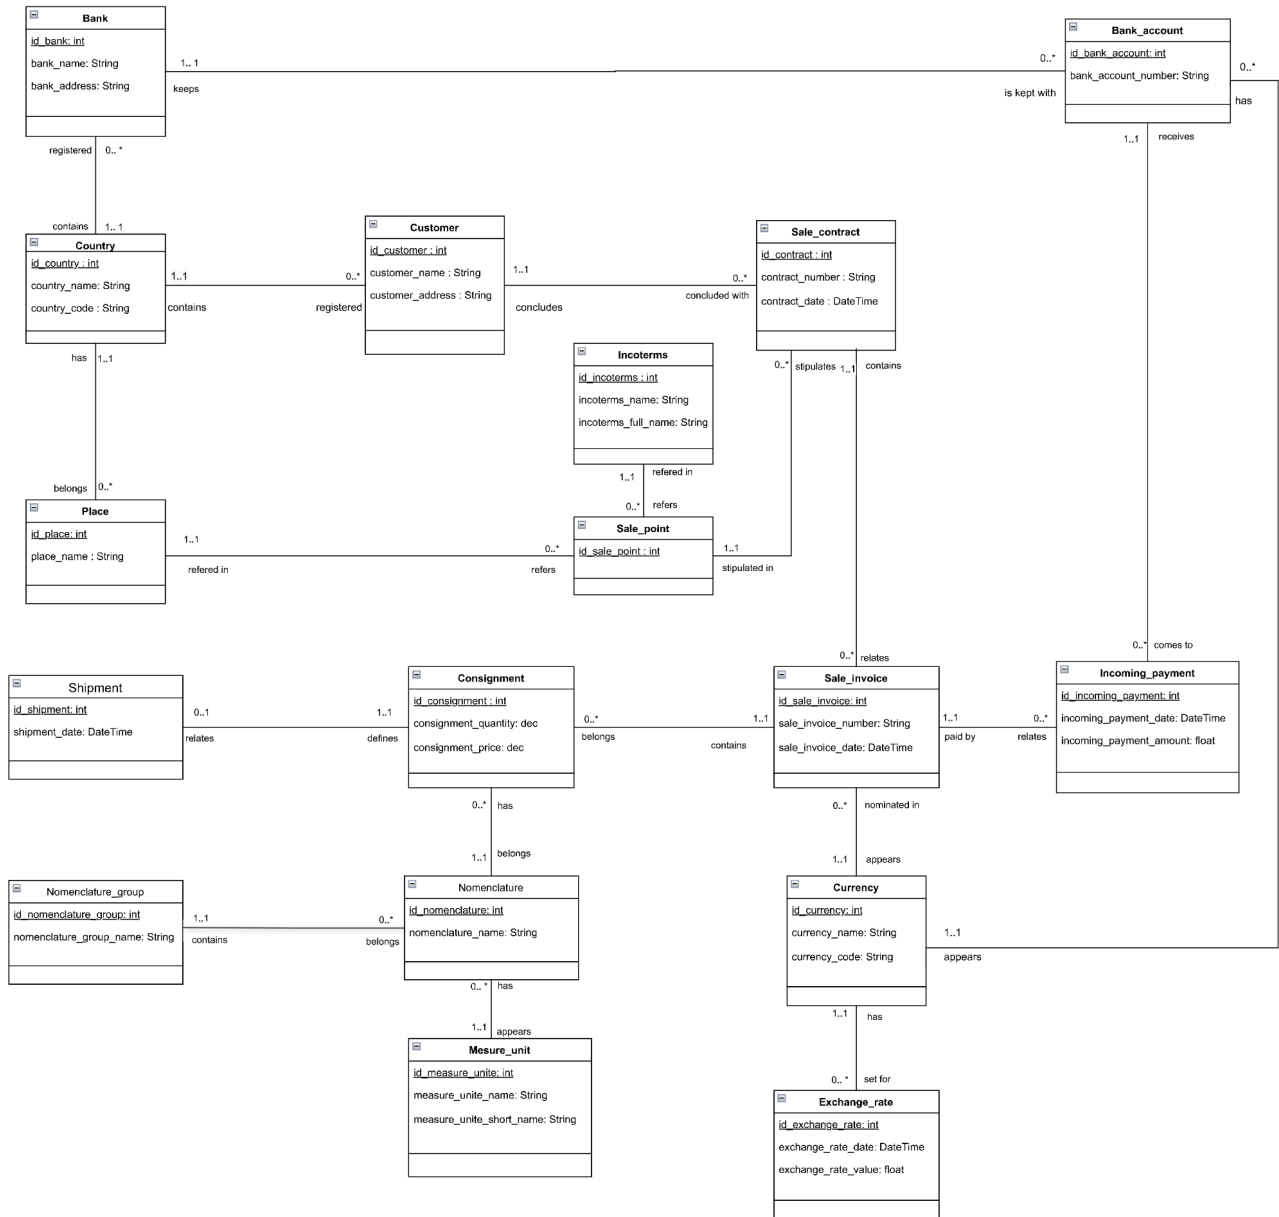 Bank
id_bank: int
bank_name: String
bank_address: String
1.. 1
keeps
0..*
is kept with
Bank_account
id_bank_account: int
bank_account_number: String
0..*
has
1..1
receives
registered
0.. *
contains
1.. 1
Country
id_country : int
country_name: String
country_code : String
1..1
contains
0..*
registered
Customer
id_customer : int
customer_name : String
customer_address : String
1..1
concludes
0..*
concluded with
Sale_contract
id_contract : int
contract_number : String
contract_date : DateTime
0..*
stipulates
1..1
contains
has
1..1
Incoterms
id_incoterms : int
incoterms_name: String
incoterms_full_name: String
1..1
refered in
0..*
refers
belongs
0..*
Place
id_place: int
place_name : String
1..1
refered in
0..*
refers
Sale_point
id_sale_point : int
1..1
stipulated in
0..*
relates
0..*
comes to
Shipment
id_shipment: int
shipment_date: DateTime
0..1
relates
1..1
defines
Consignment
id_consignment : int
consignment_quantity: dec
consignment_price: dec
0..*
belongs
1..1
contains
Sale_invoice
id_sale_invoice: int
sale_invoice_number: String
sale_invoice_date: DateTime
1..1
paid by
0..*
relates
Incoming_payment
id_incoming_payment: int
incoming_payment_date: DateTime
incoming_payment_amount: float
0..*
has
1..1
belongs
0..*
nominated in
1..1
appears
Nomenclature_group
id_nomenclature_group: int
nomenclature_group_name: String
1..1
contains
0..*
belongs
Nomenclature
id_nomenclature: int
nomenclature_name: String
Currency
id_currency: int
currency_name: String
currency_code: String
1..1
appears
0.. *
has
1..1
appears
1..1
has
0.. *
set for
Mesure_unit
id_measure_unite: int
measure_unite_name: String
measure_unite_short_name: String
Exchange_rate
id_exchange_rate: int
exchange_rate_date: DateTime
exchange_rate_value: float